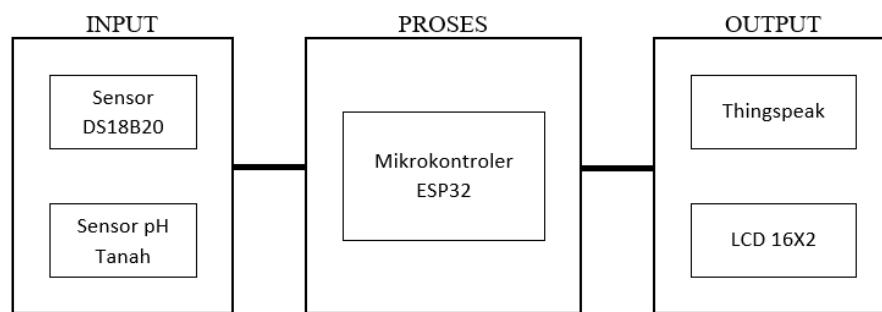 INPUT
Sensor
DS18B20
Sensor pH
Tanah
PROSES
Mikrokontroler
ESP32
OUTPUT
Thingspeak
LCD 16X2